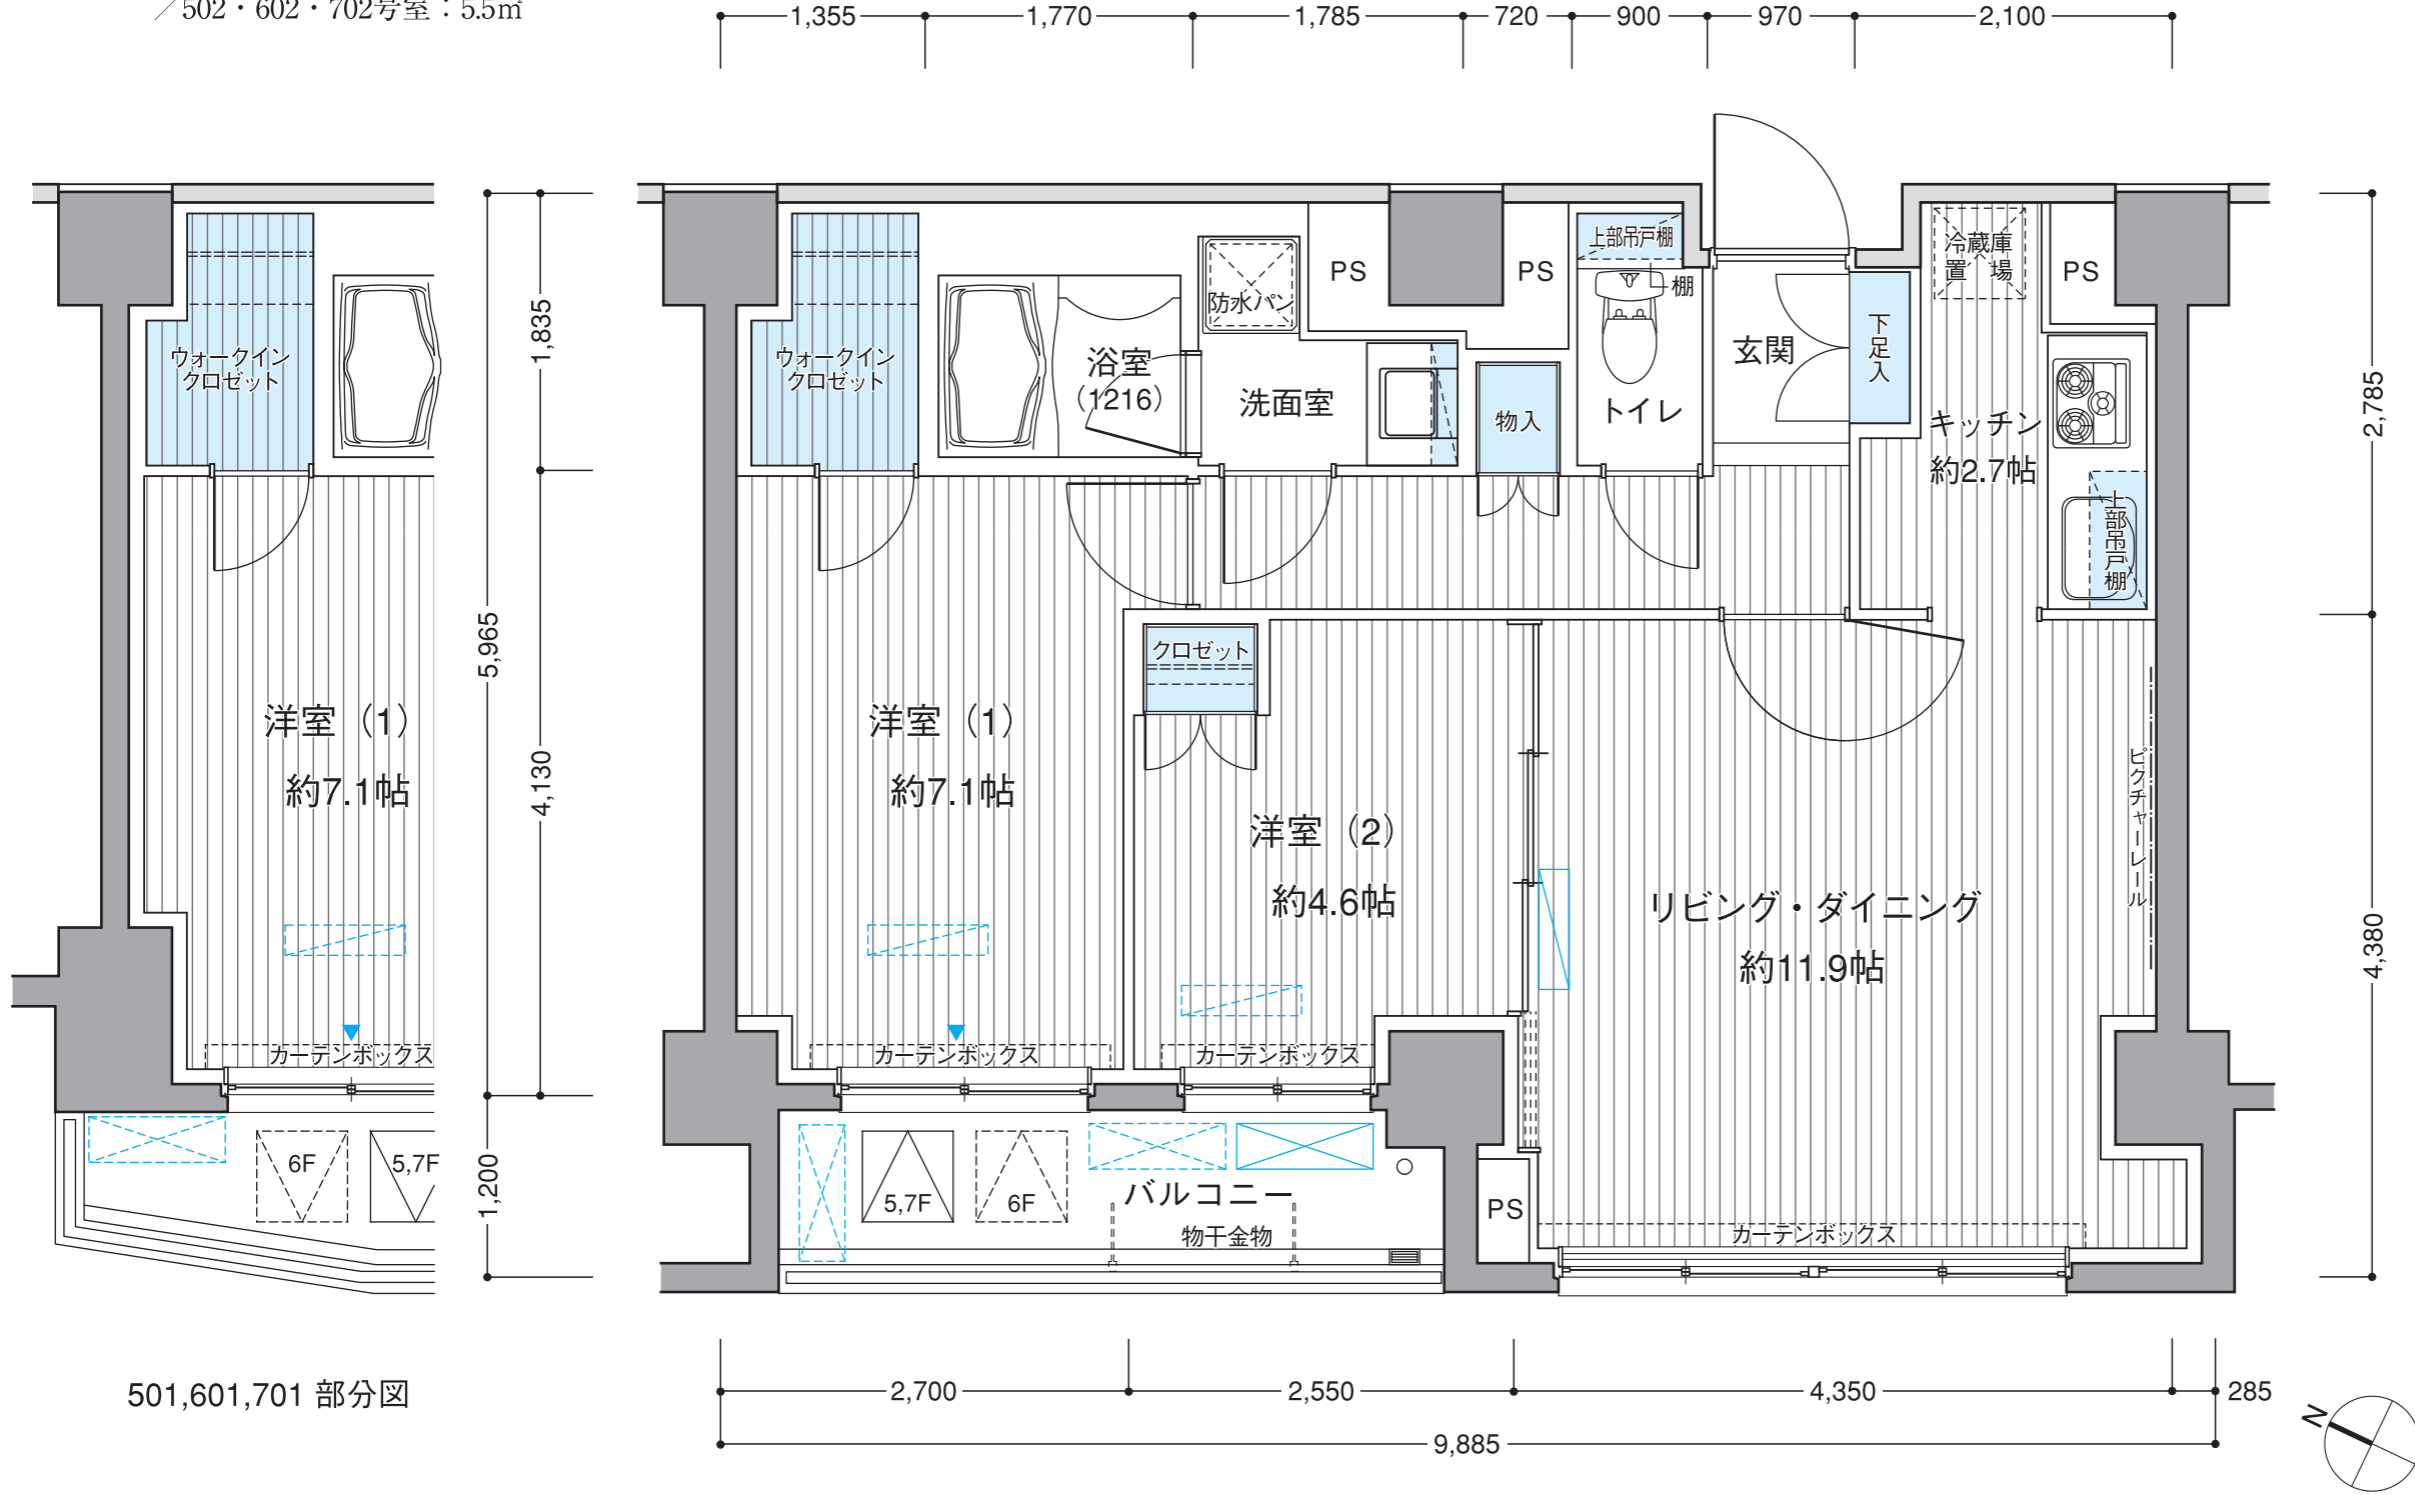 ／502・602・702号室：5.5㎡
1,355
1,770
1,785
720
900
970
2,100
ウォークイン
クロゼット
洋室（1）
約7.1帖
カーテンボックス
6F
5,7F
501,601,701 部分図
1,835
5,965
4,130
1,200
ウォークイン
クロゼット
浴室
（1216）
防水パン
洗面室
PS
PS
物入
上部吊戸棚
棚
トイレ
玄関
下足入
冷蔵庫
置　場
PS
キッチン
約2.7帖
上部吊戸棚
クロゼット
洋室（1）
約7.1帖
洋室（2）
約4.6帖
リビング・ダイニング
約11.9帖
ピクチャーレール
カーテンボックス
カーテンボックス
カーテンボックス
5,7F
6F
バルコニー
物干金物
PS
2,785
4,380
2,700
2,550
4,350
285
9,885
N